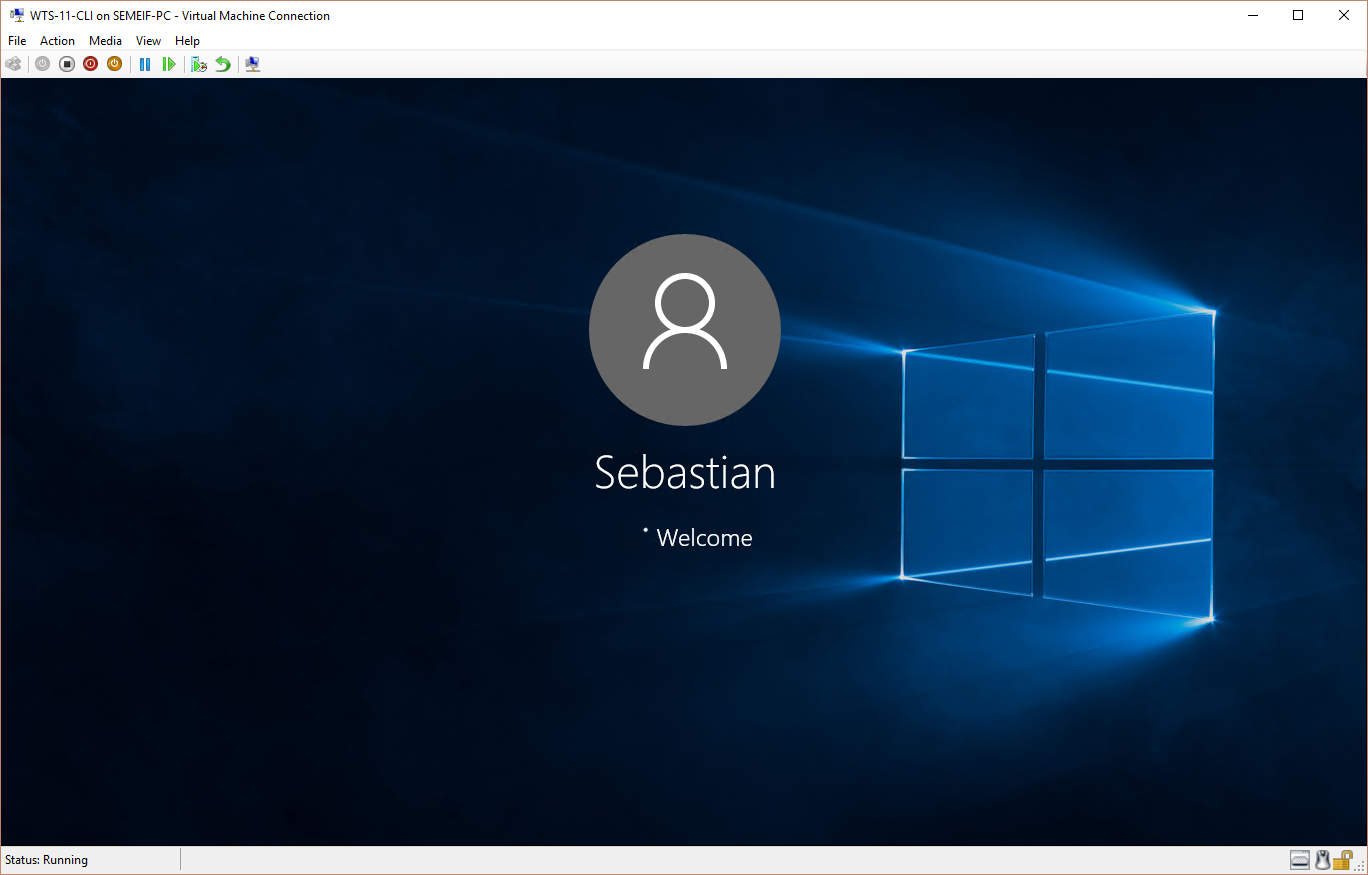 WTS-11-CLI on SEMEIF-PC - Virtual Machine Connection
File Action Media View Help
Sebastian
Welcome
Status: Running